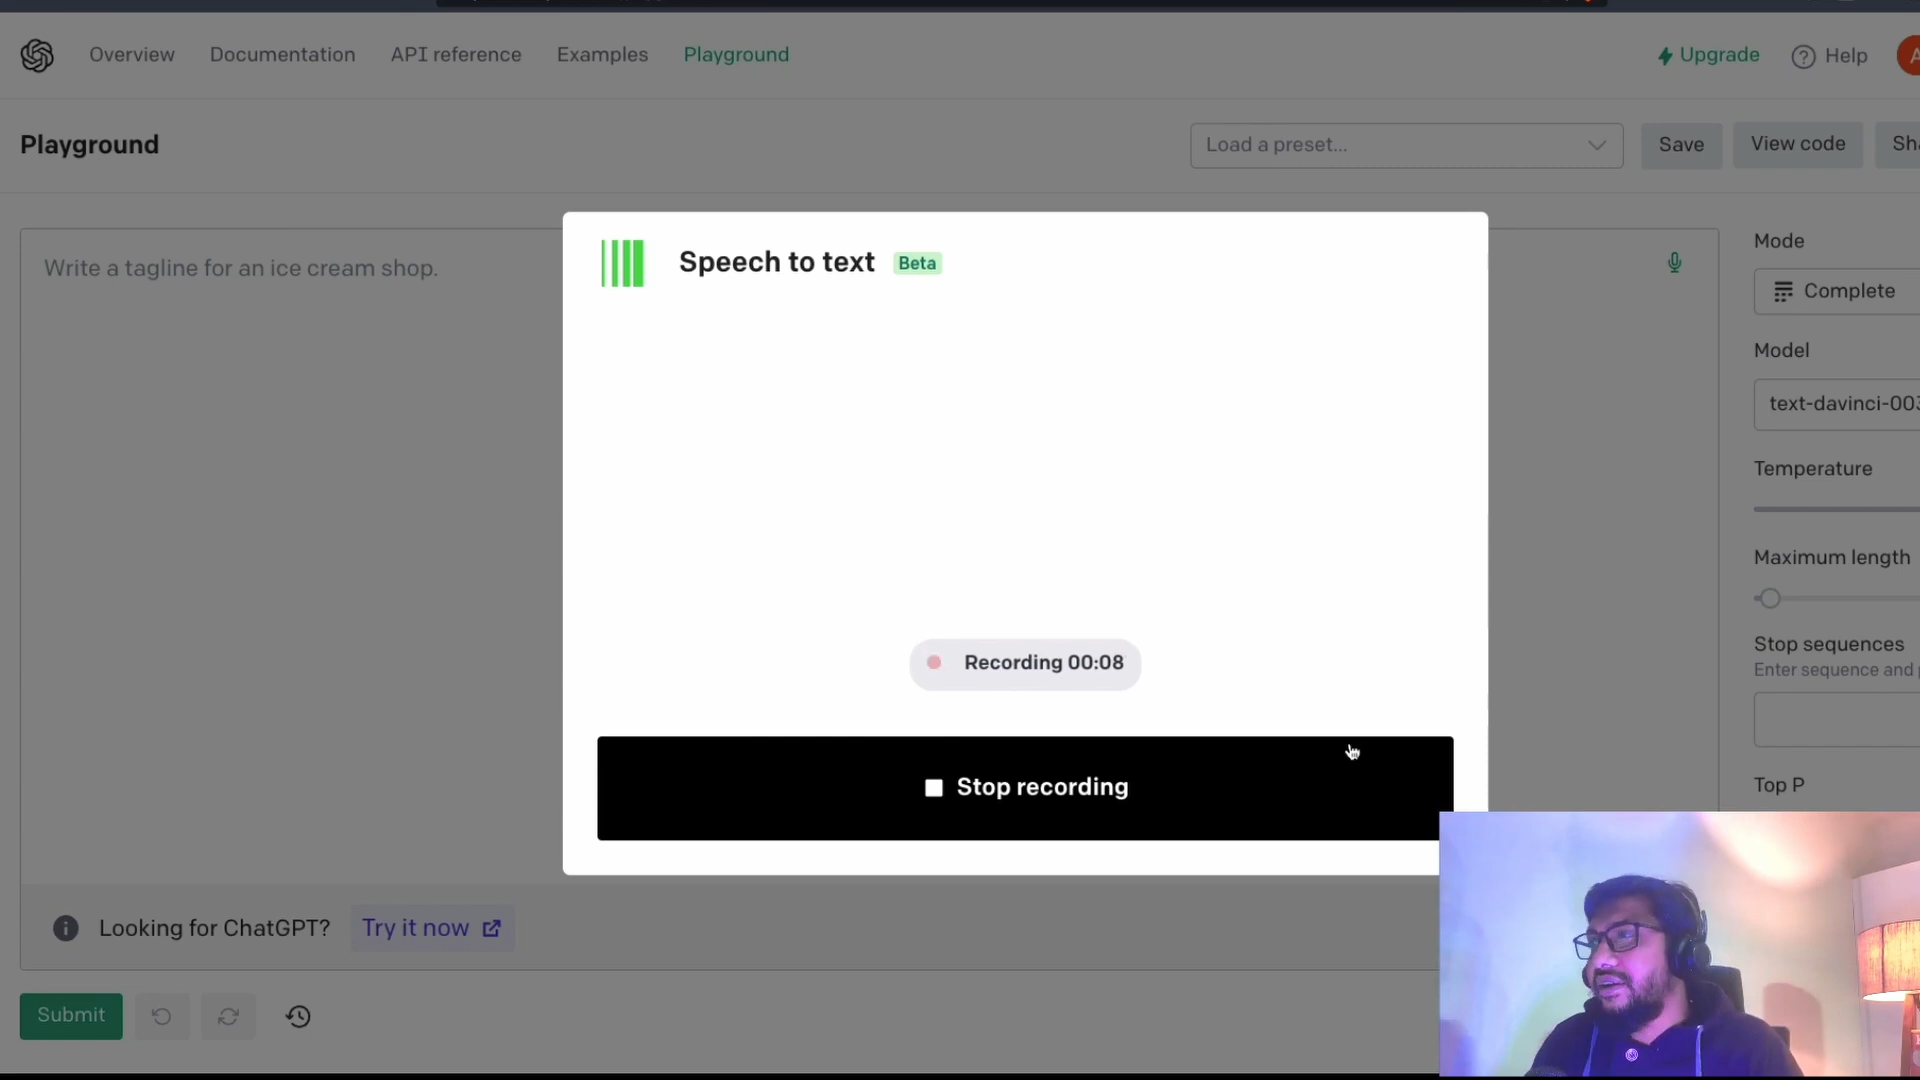 Overview Documentation API reference Examples Playground Upgrade Help
Playground Load a preset... Save View code
Write a tagline for an ice cream shop.
Speech to text Beta
Recording 00:08
Stop recording
Mode
Complete
Model
text-davinci-003
Temperature
Maximum length
Stop sequences
Enter sequence and
Top P
Looking for ChatGPT? Try it now
Submit